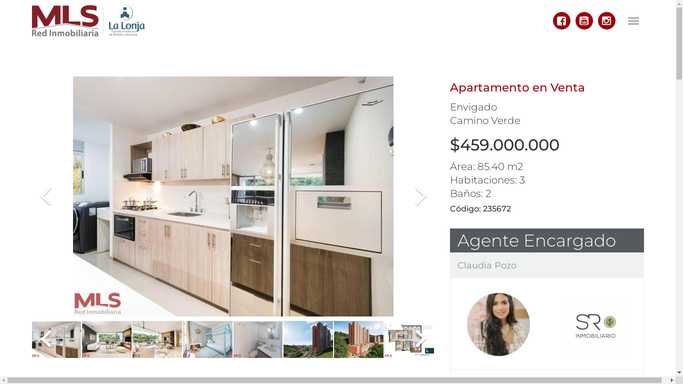 MLS
Red Inmobiliaria
La Lonja
Apartamento en Venta
Envigado
Camino Verde
$459.000.000
Área: 85.40 m2
Habitaciones: 3
Baños: 2
Código: 235672
Agente Encargado
Claudia Pozo
SR
INMOBILIARIO
MLS
Red Inmobiliaria